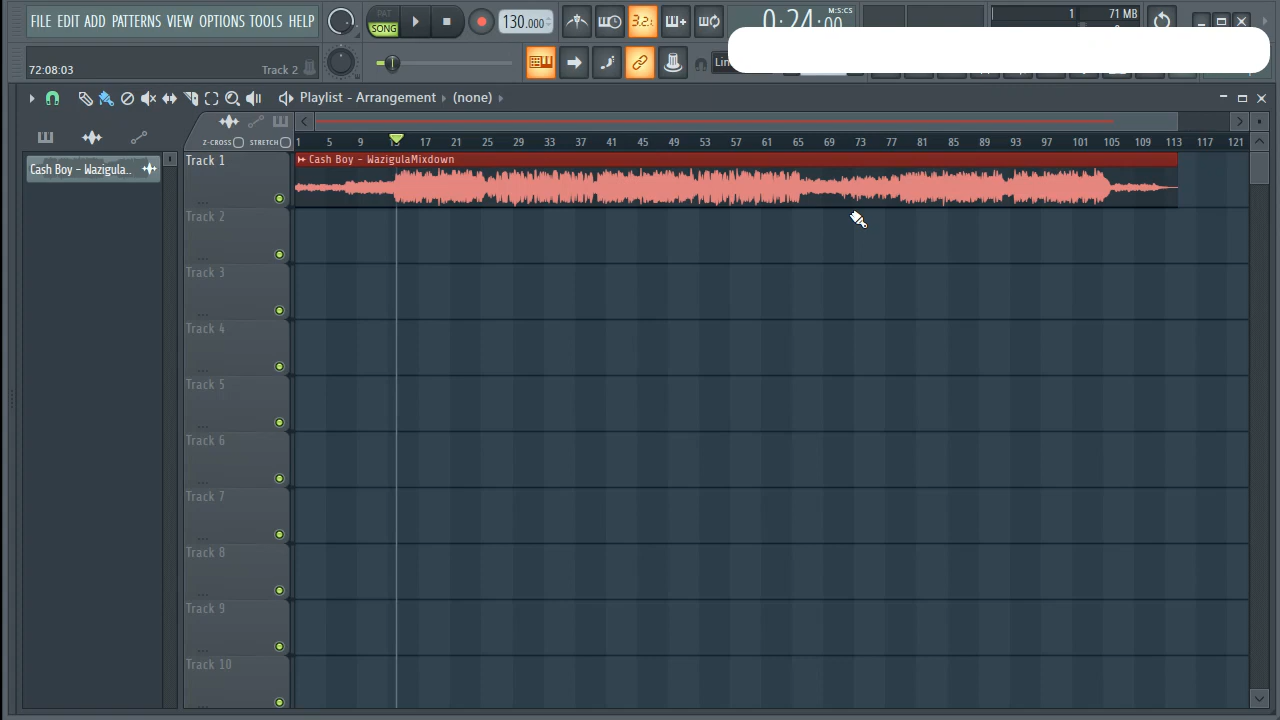 FILE EDIT ADD PATTERNS VIEW OPTIONS TOOLS HELP
PAT
SONG
130.000
3.2.
0:24:00
M:S:CS
1
71 MB
72:08:03
Track 2
Lin
Playlist - Arrangement
(none)
Z-CROSS
STRETCH
1 5 9 13 17 21 25 29 33 37 41 45 49 53 57 61 65 69 73 77 81 85 89 93 97 101 105 109 113 117 121
Cash Boy - Wazigula..
Track 1
Cash Boy - WazigulaMixdown
Track 2
Track 3
Track 4
Track 5
Track 6
Track 7
Track 8
Track 9
Track 10